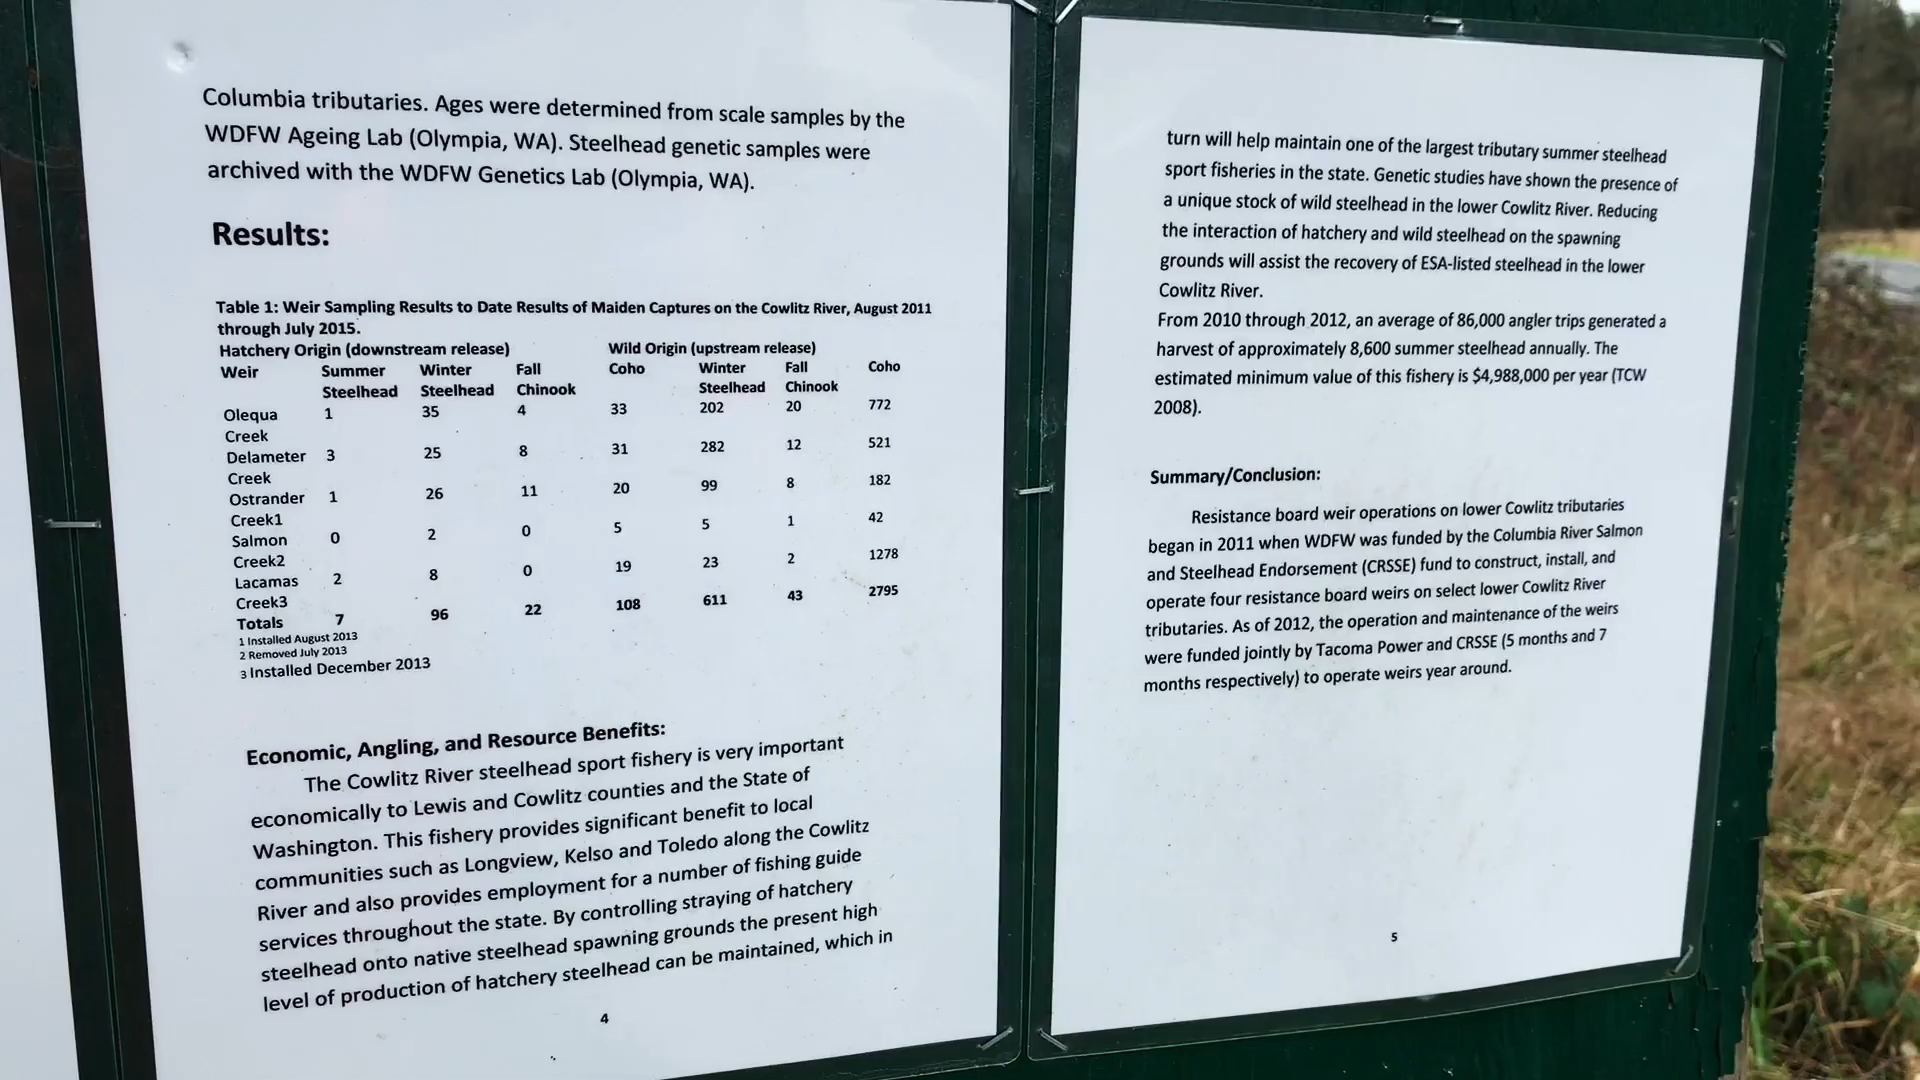 Columbia tributaries. Ages were determined from scale samples by the
WDFW Ageing Lab (Olympia, WA). Steelhead genetic samples were
archived with the WDFW Genetics Lab (Olympia, WA).
Results:
Table 1: Weir Sampling Results to Date Results of Maiden Captures on the Cowlitz River, August 2011
through July 2015.
Hatchery Origin (downstream release) Wild Origin (upstream release)
Weir Summer Winter Fall Coho Winter Fall Coho
Steelhead Steelhead Chinook Steelhead Chinook
Olequa 1 35 4 33 202 20 772
Creek
Delameter 3 25 8 31 282 12 521
Creek
Ostrander 1 26 11 20 99 8 182
Creek1
Salmon 0 2 0 5 5 1 42
Creek2
Lacamas 2 8 0 19 23 2 1278
Creek3
Totals 7 96 22 108 611 43 2795
1 Installed August 2013
2 Removed July 2013
3 Installed December 2013
Economic, Angling, and Resource Benefits:
The Cowlitz River steelhead sport fishery is very important
economically to Lewis and Cowlitz counties and the State of
Washington. This fishery provides significant benefit to local
communities such as Longview, Kelso and Toledo along the Cowlitz
River and also provides employment for a number of fishing guide
services throughout the state. By controlling straying of hatchery
steelhead onto native steelhead spawning grounds the present high
level of production of hatchery steelhead can be maintained, which in
4
turn will help maintain one of the largest tributary summer steelhead
sport fisheries in the state. Genetic studies have shown the presence of
a unique stock of wild steelhead in the lower Cowlitz River. Reducing
the interaction of hatchery and wild steelhead on the spawning
grounds will assist the recovery of ESA-listed steelhead in the lower
Cowlitz River.
From 2010 through 2012, an average of 86,000 angler trips generated a
harvest of approximately 8,600 summer steelhead annually. The
estimated minimum value of this fishery is $4,988,000 per year (TCW
2008).
Summary/Conclusion:
Resistance board weir operations on lower Cowlitz tributaries
began in 2011 when WDFW was funded by the Columbia River Salmon
and Steelhead Endorsement (CRSSE) fund to construct, install, and
operate four resistance board weirs on select lower Cowlitz River
tributaries. As of 2012, the operation and maintenance of the weirs
were funded jointly by Tacoma Power and CRSSE (5 months and 7
months respectively) to operate weirs year around.
5